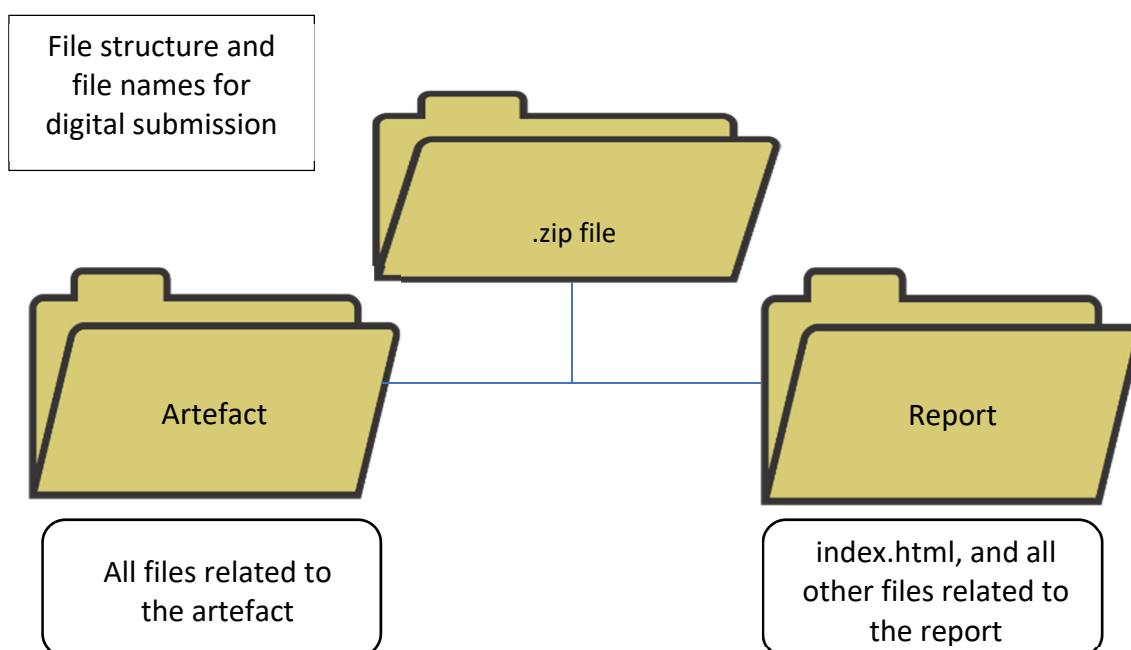 File structure and
file names for
digital submission
.zip file
Artefact
Report
All files related to
the artefact
index.html, and all
other files related to
the report